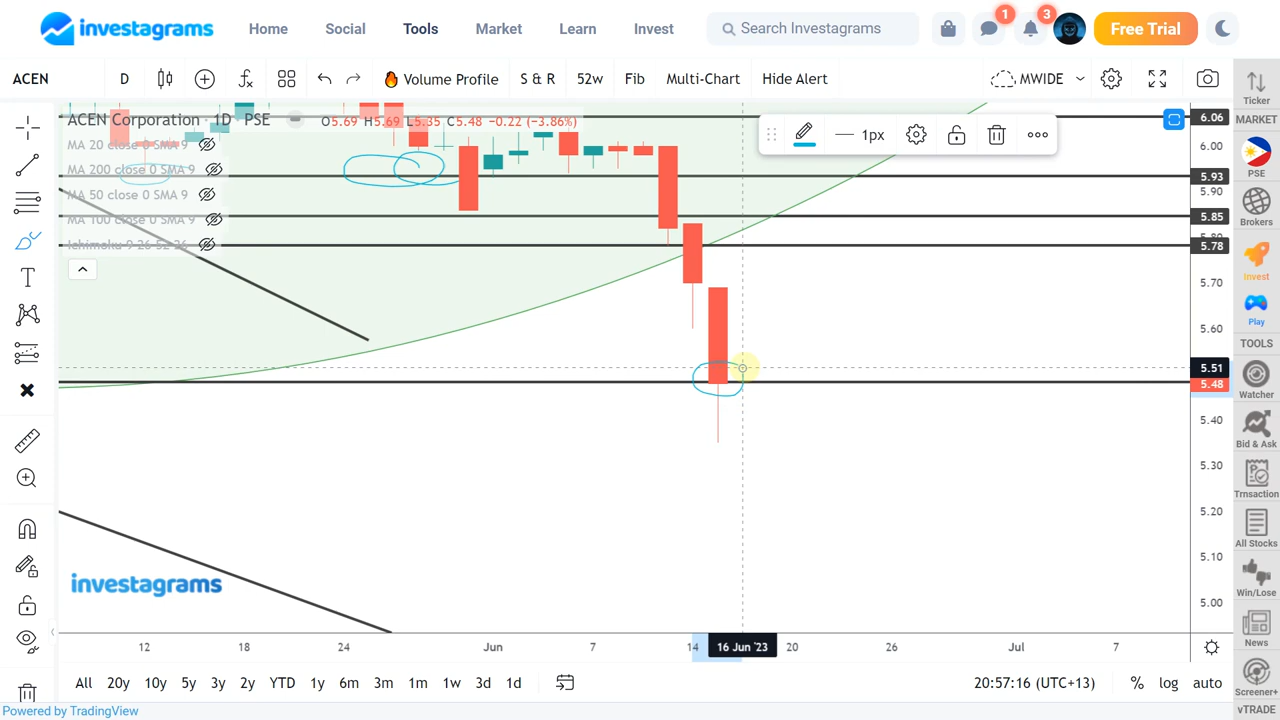 investagrams
Home Social Tools Market Learn Invest
Search Investagrams
1
3
Free Trial
ACEN D
Volume Profile S & R 52w Fib Multi-Chart Hide Alert
MWIDE
Ticker
ACEN Corporation · 1D · PSE
O5.69 H5.69 L5.35 C5.48 −0.22 (−3.86%)
MA 20 close 0 SMA 9
MA 200 close 0 SMA 9
MA 50 close 0 SMA 9
MA 100 close 0 SMA 9
Ichimoku 9 26 52 26
1px
6.06
6.00
5.93
5.90
5.85
5.80
5.78
5.70
5.60
5.51
5.48
5.40
5.30
5.20
5.10
5.00
MARKET
PSE
Brokers
Invest
Play
TOOLS
Watcher
Bid & Ask
Trnsaction
All Stocks
Win/Lose
News
Screener+
vTRADE
investagrams
12 18 24 Jun 7 14 16 Jun '23 20 26 Jul 7
All 20y 10y 5y 3y 2y YTD 1y 6m 3m 1m 1w 3d 1d
20:57:16 (UTC+13) % log auto
Powered by TradingView